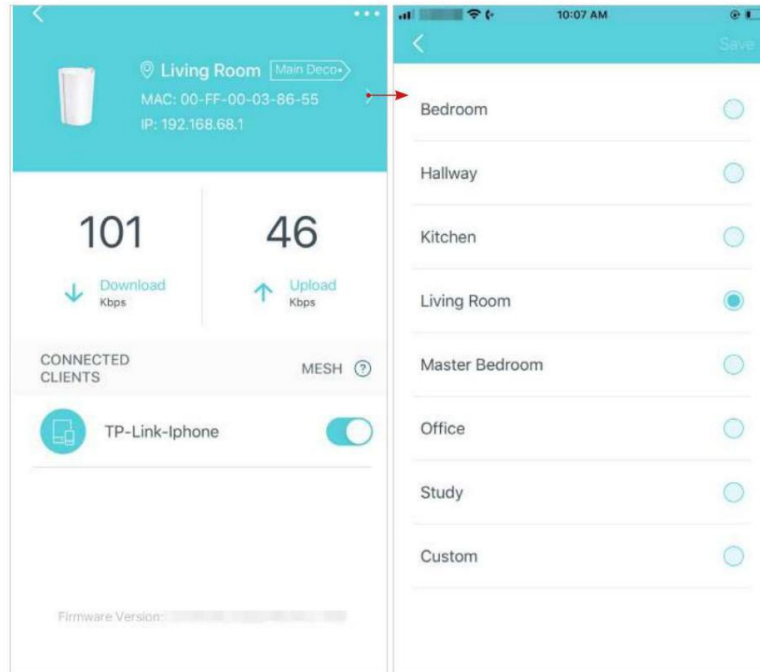 Living Room Main Deco
MAC: 00-FF-00-03-86-55
IP: 192.168.68.1
101
46
Download
Kbps
Upload
Kbps
CONNECTED
CLIENTS
MESH ?
TP-Link-Iphone
Firmware Version:
10:07 AM
Save
Bedroom
Hallway
Kitchen
Living Room
Master Bedroom
Office
Study
Custom